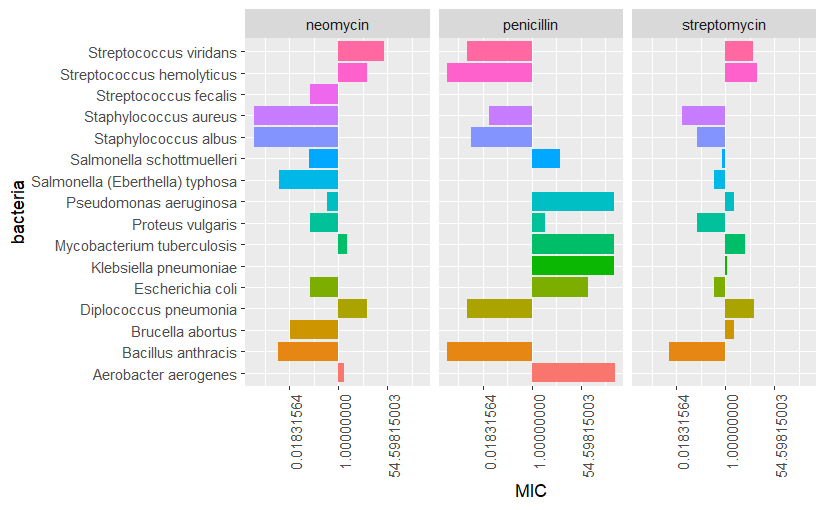 neomycin penicillin streptomycin
Streptococcus viridans
Streptococcus hemolyticus
Streptococcus fecalis
Staphylococcus aureus
Staphylococcus albus
Salmonella schottmuelleri
Salmonella (Eberthella) typhosa
Pseudomonas aeruginosa
Proteus vulgaris
Mycobacterium tuberculosis
Klebsiella pneumoniae
Escherichia coli
Diplococcus pneumonia
Brucella abortus
Bacillus anthracis
Aerobacter aerogenes
bacteria
0.01831564
1.00000000
54.59815003
0.01831564
1.00000000
54.59815003
0.01831564
1.00000000
54.59815003
MIC